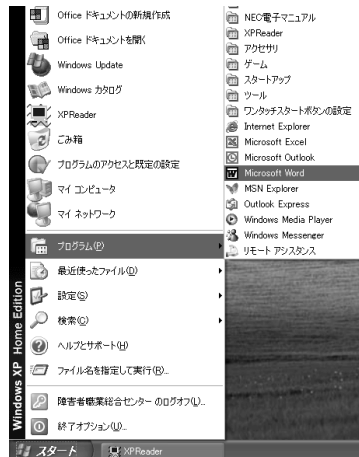 Office ドキュメントの新規作成
Office ドキュメントを開く
Windows Update
Windows カタログ
XPReader
ごみ箱
プログラムのアクセスと既定の設定
マイ コンピュータ
マイ ネットワーク
プログラム(P)
最近使ったファイル(D)
設定(S)
検索(C)
ヘルプとサポート(H)
ファイル名を指定して実行(R)...
障害者職業総合センター のログオフ(L)...
終了オプション(U)...
Windows XP Home Edition
NEC電子マニュアル
XPReader
アクセサリ
ゲーム
スタートアップ
ツール
ワンタッチスタートボタンの設定
Internet Explorer
Microsoft Excel
Microsoft Outlook
Microsoft Word
MSN Explorer
Outlook Express
Windows Media Player
Windows Messenger
リモート アシスタンス
スタート
XPReader